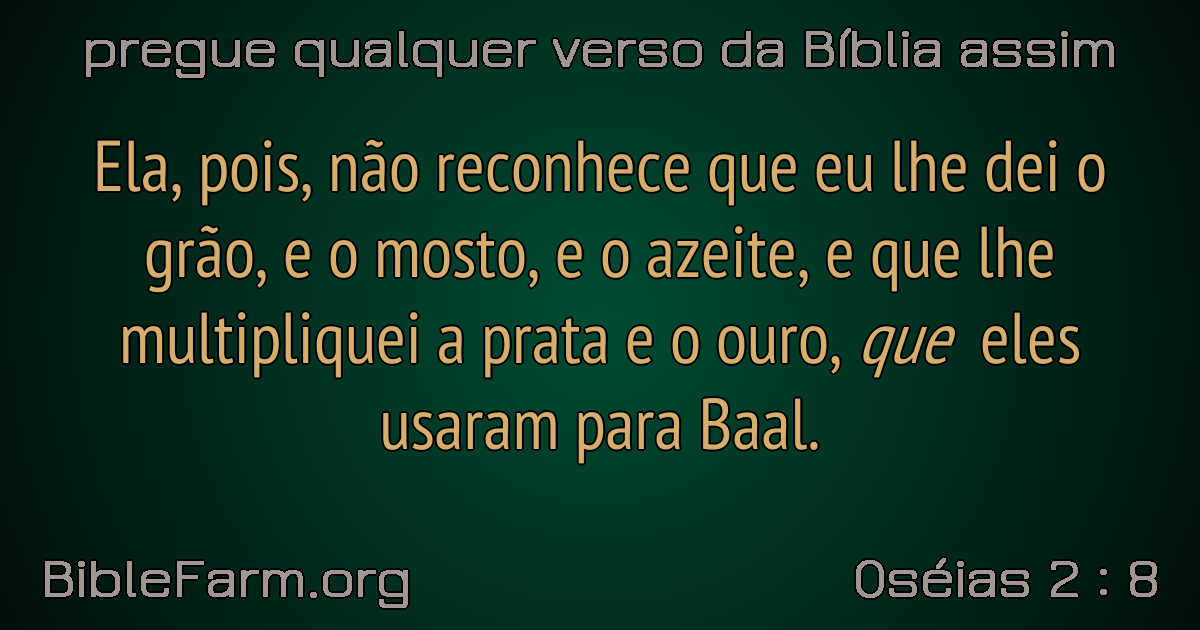 pregue qualquer verso da Bíblia assim
Ela, pois, não reconhece que eu lhe dei o
grão, e o mosto, e o azeite, e que lhe
multipliquei a prata e o ouro, que eles
usaram para Baal.
BibleFarm.org
Oséias 2 : 8